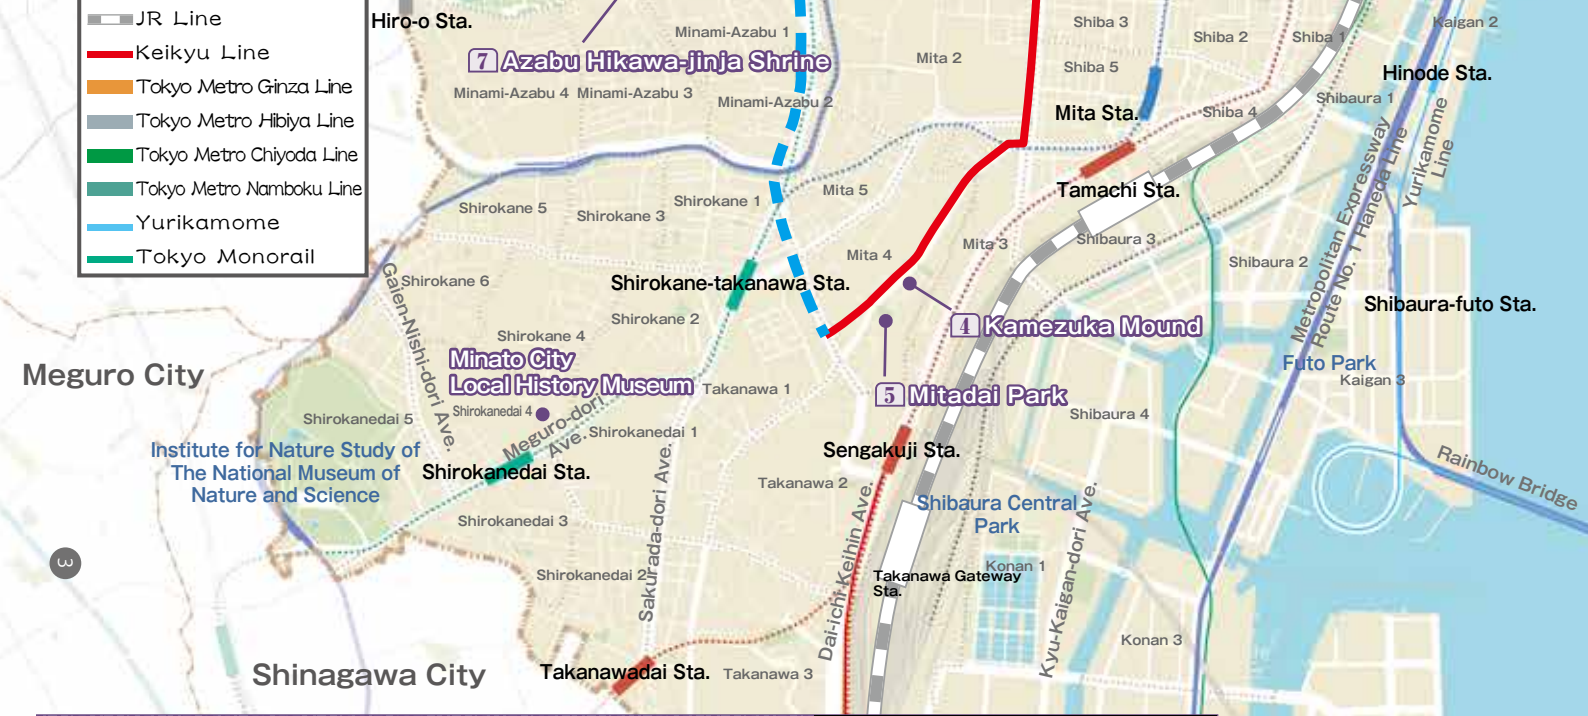 JR Line
Keikyu Line
Tokyo Metro Ginza Line
Tokyo Metro Hibiya Line
Tokyo Metro Chiyoda Line
Tokyo Metro Namboku Line
Yurikamome
Tokyo Monorail
Hiro-o Sta.
Minami-Azabu 1
7 Azabu Hikawa-jinja Shrine
Minami-Azabu 4
Minami-Azabu 3
Minami-Azabu 2
Mita 2
Shiba 3
Shiba 2
Shiba 1
Kaigan 2
Shiba 5
Hinode Sta.
Mita Sta.
Shiba 4
Shibaura 1
Metropolitan Expressway
Route No. 1 Haneda Line
Yurikamome
Line
Tamachi Sta.
Shirokane 5
Shirokane 3
Shirokane 1
Mita 5
Mita 4
Mita 3
Shibaura 3
Shibaura 2
Shirokane 6
Gaien-Nishi-dori Ave.
Shirokane-takanawa Sta.
Shirokane 2
Shirokane 4
4 Kamezuka Mound
Shibaura-futo Sta.
Meguro City
Minato City
Local History Museum
Takanawa 1
5 Mitadai Park
Futo Park
Kaigan 3
Shirokanedai 5
Shirokanedai 4
Meguro-dori
Ave.
Shirokanedai 1
Shibaura 4
Institute for Nature Study of
The National Museum of
Nature and Science
Shirokanedai Sta.
Sengakuji Sta.
Takanawa 2
Sakurada-dori Ave.
Dai-ichi Keihin Ave.
Shibaura Central
Park
Kyu-Kaigan-dori Ave.
Rainbow Bridge
Shirokanedai 3
Shirokanedai 2
3
Takanawa Gateway
Sta.
Konan 1
Konan 3
Shinagawa City
Takanawadai Sta.
Takanawa 3